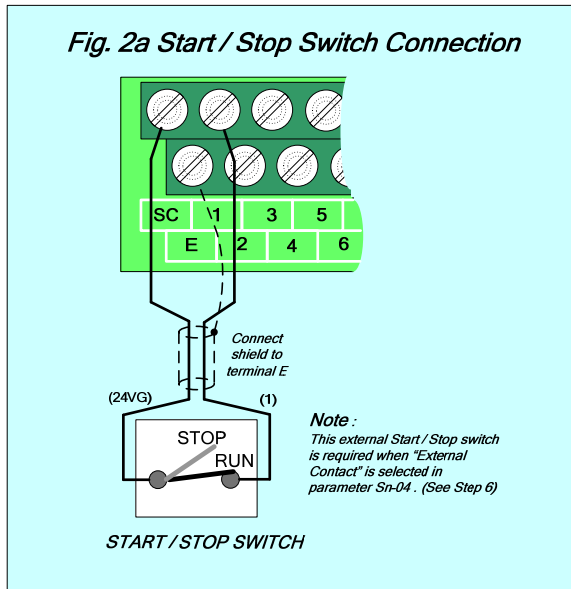 Fig. 2a Start / Stop Switch Connection
SC 1 3 5
E 2 4 6
Connect
shield to
terminal E
(24VG) (1)
STOP
RUN
Note :
This external Start / Stop switch
is required when "External
Contact" is selected in
parameter Sn-04 . (See Step 6)
START / STOP SWITCH